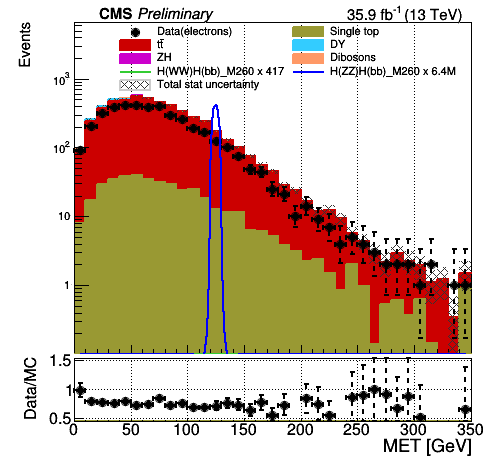 CMS Preliminary 35.9 fb⁻¹ (13 TeV)
Data(electrons) Single top
tt̄ DY
ZH Dibosons
H(WW)H(bb)_M260 x 417 H(ZZ)H(bb)_M260 x 6.4M
Total stat uncertainty
Events
10³
10²
10
1
Data/MC
1.5
1
0.5
0 50 100 150 200 250 300 350
MET [GeV]